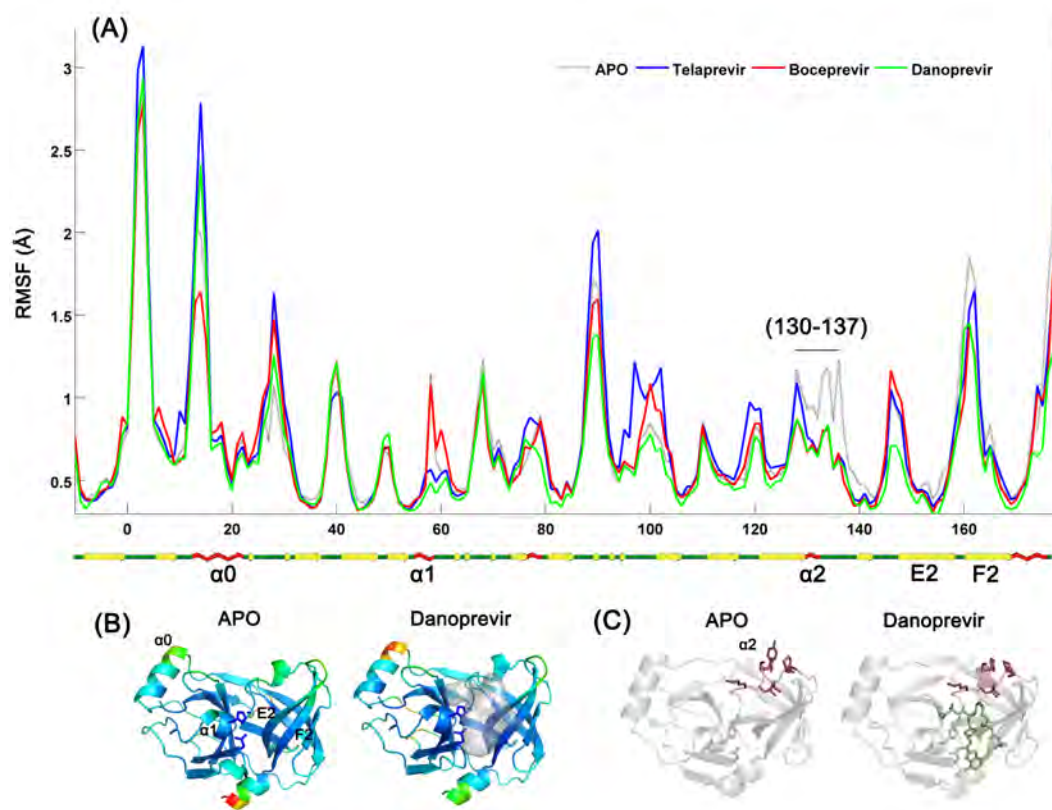 (A)
APO Telaprevir Boceprevir Danoprevir
3
2.5
2
1.5
1
0.5
RMSF (Å)
(130-137)
0 20 40 60 80 100 120 140 160
α0 α1 α2 E2 F2
(B) APO Danoprevir
α0
E2
α1
F2
(C) APO Danoprevir
α2